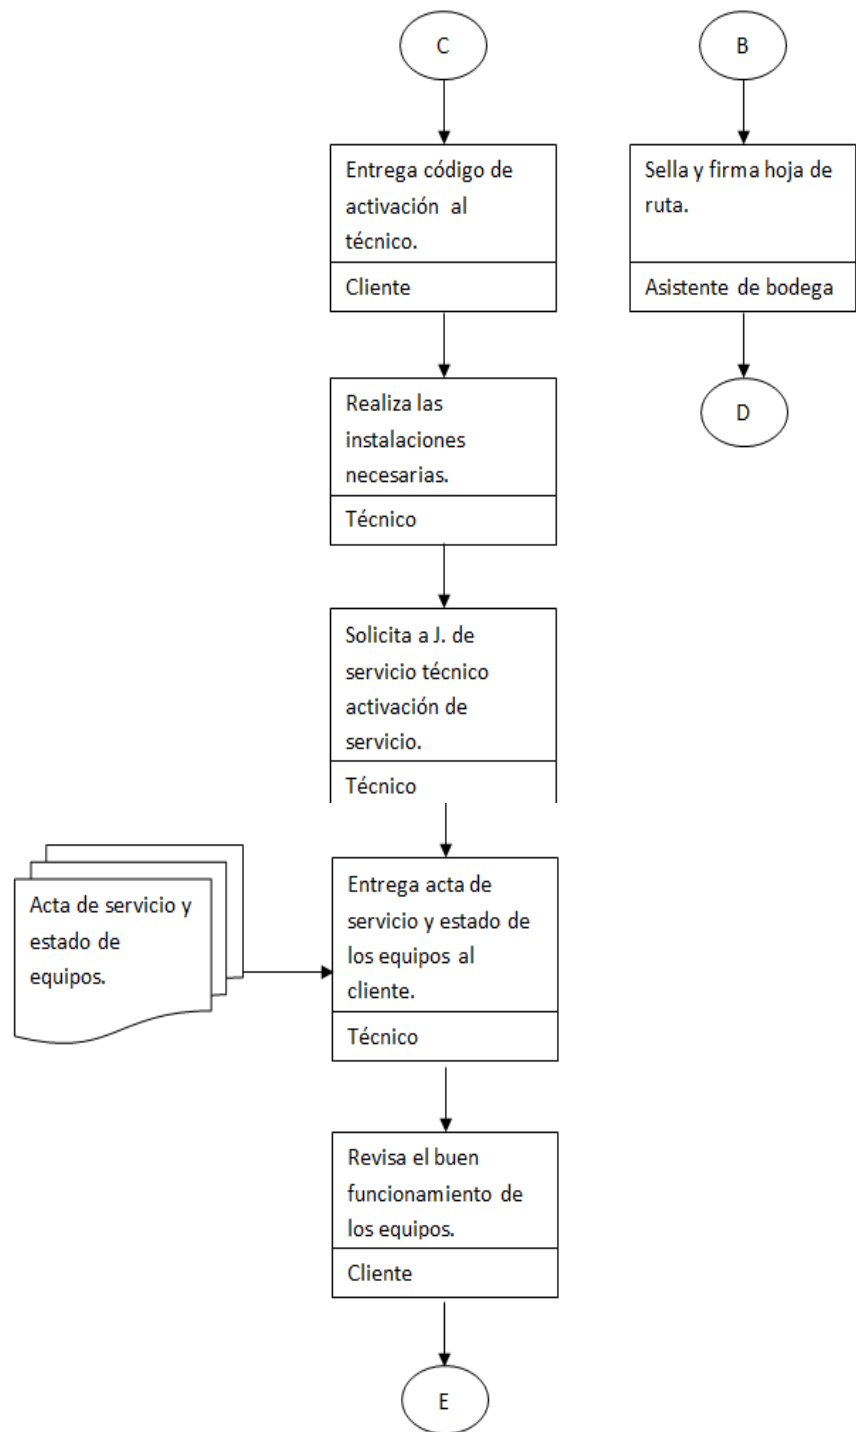 C
Entrega código de
activación al
técnico.
Cliente
Realiza las
instalaciones
necesarias.
Técnico
Solicita a J. de
servicio técnico
activación de
servicio.
Técnico
Acta de servicio y
estado de
equipos.
Entrega acta de
servicio y estado de
los equipos al
cliente.
Técnico
Revisa el buen
funcionamiento de
los equipos.
Cliente
E
B
Sella y firma hoja de
ruta.
Asistente de bodega
D